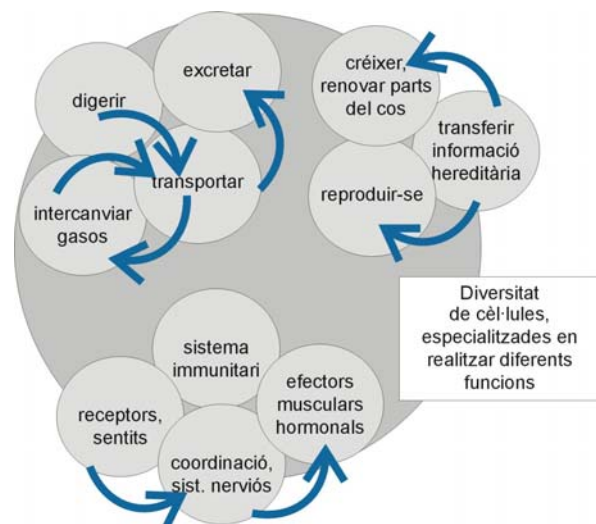 digerir
excretar
transportar
intercanviar
gasos
créixer,
renovar parts
del cos
transferir
informació
hereditària
reproduir-se
Diversitat
de cèl·lules,
especialitzades en
realitzar diferents
funcions
sistema
immunitari
receptors,
sentits
coordinació,
sist. nerviós
efectors
musculars
hormonals